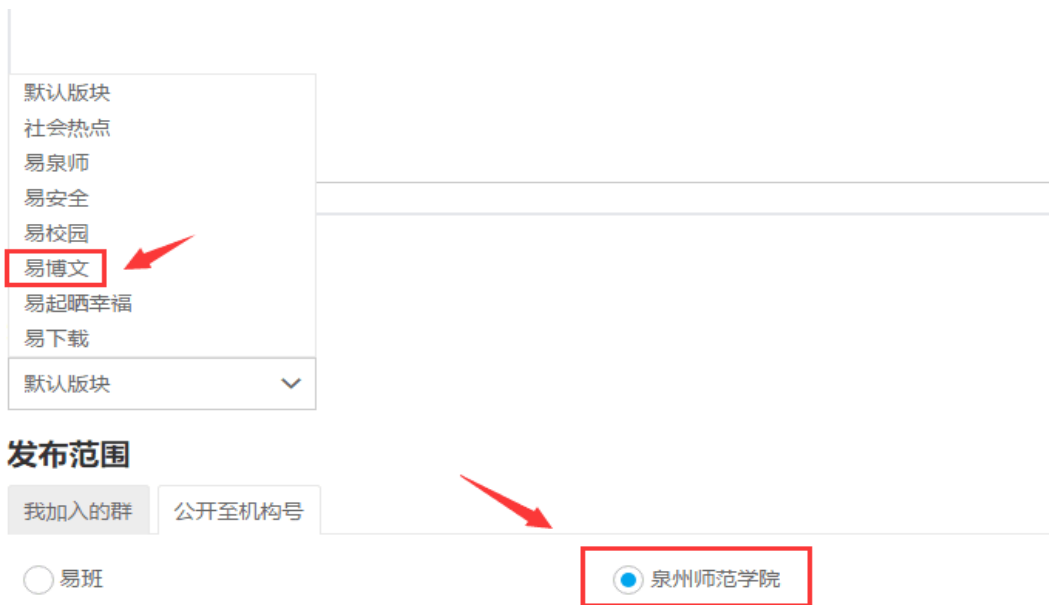 默认版块
社会热点
易泉师
易安全
易校园
易博文
易起晒幸福
易下载
默认版块
发布范围
我加入的群 公开至机构号
易班 泉州师范学院